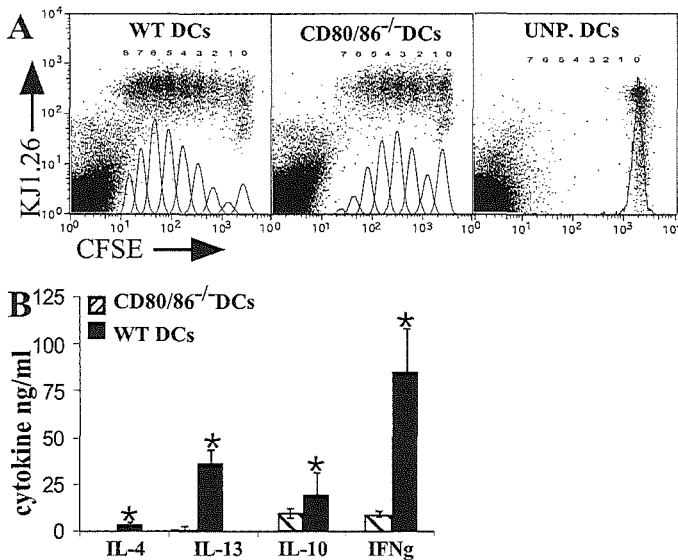 A
WT DCs
CD80/86-/-DCs
UNP. DCs
8 7 6 5 4 3 2 1 0
7 6 5 4 3 2 1 0
7 6 5 4 3 2 1 0
10⁴
10³
10²
10¹
10⁰
KJ1.26
10⁰ 10¹ 10² 10³
10⁰ 10¹ 10² 10³
10⁰ 10¹ 10² 10³ 10⁴
CFSE
B
CD80/86-/-DCs
WT DCs
cytokine ng/ml
125
100
75
50
25
0
*
*
*
*
IL-4 IL-13 IL-10 IFNg